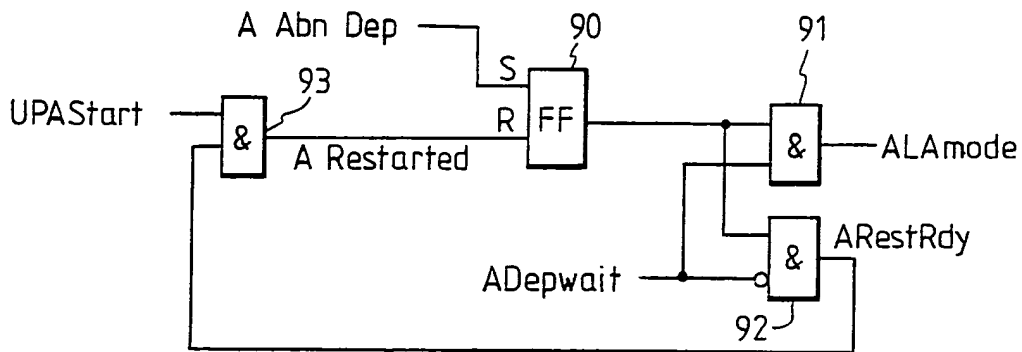 A Abn Dep
90
91
S
93
UPAStart
R
FF
&
&
ALAmode
A Restarted
ARestRdy
&
ADepwait
92